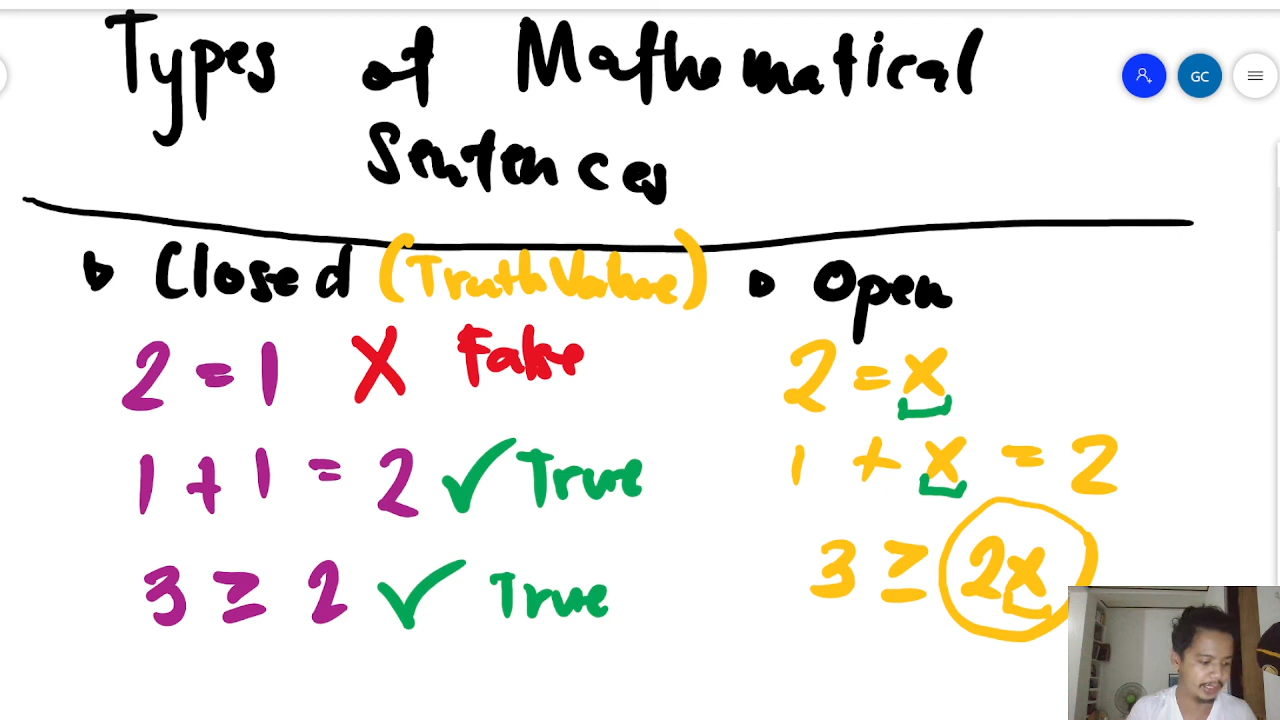 Types of Mathematical
Sentences
Closed (Truth Value)
2 = 1 X Fake
1 + 1 = 2 ✓ True
3 ≥ 2 ✓ True
Open
2 = x
1 + x = 2
3 ≥ 2x
GC